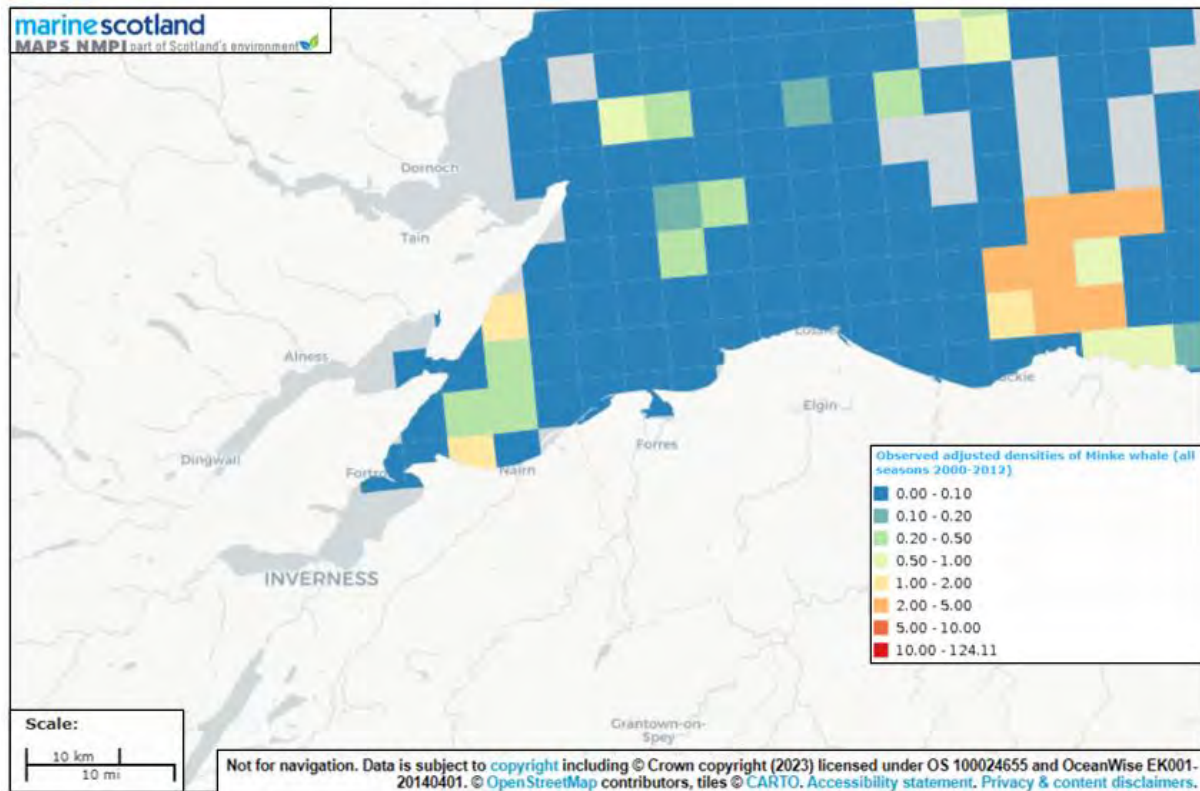 marinescotland
MAPS NMPI part of Scotland's environment
Dornoch
Tain
Alness
Dingwall
Fortro
Nairn
Forres
Elgin
INVERNESS
Grantown-on-
Spey
Observed adjusted densities of Minke whale (all
seasons 2000-2012)
0.00 - 0.10
0.10 - 0.20
0.20 - 0.50
0.50 - 1.00
1.00 - 2.00
2.00 - 5.00
5.00 - 10.00
10.00 - 124.11
Scale:
10 km
10 mi
Not for navigation. Data is subject to copyright including © Crown copyright (2023) licensed under OS 100024655 and OceanWise EK001-
20140401. © OpenStreetMap contributors, tiles © CARTO. Accessibility statement. Privacy & content disclaimers.